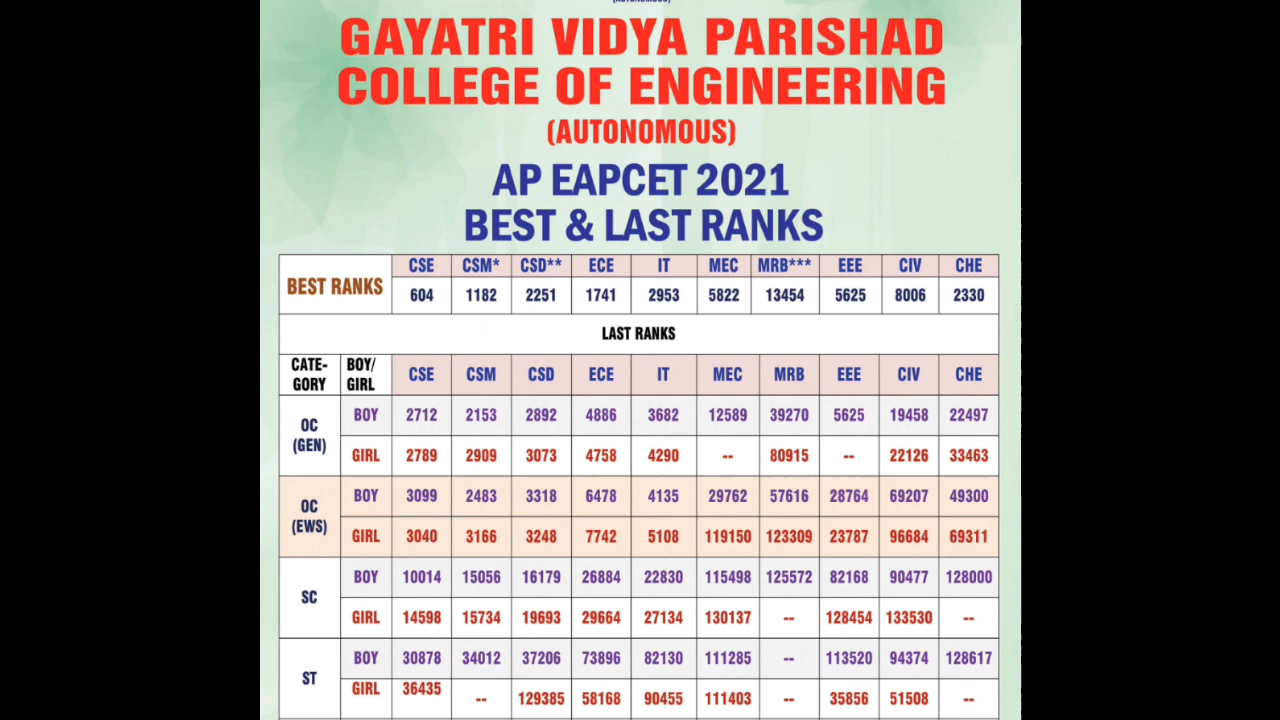 (AUTONOMOUS)
GAYATRI VIDYA PARISHAD
COLLEGE OF ENGINEERING
(AUTONOMOUS)
AP EAPCET 2021
BEST & LAST RANKS
BEST RANKS CSE CSM* CSD** ECE IT MEC MRB*** EEE CIV CHE
604 1182 2251 1741 2953 5822 13454 5625 8006 2330
LAST RANKS
CATE-GORY BOY/GIRL CSE CSM CSD ECE IT MEC MRB EEE CIV CHE
OC (GEN) BOY 2712 2153 2892 4886 3682 12589 39270 5625 19458 22497
GIRL 2789 2909 3073 4758 4290 -- 80915 -- 22126 33463
OC (EWS) BOY 3099 2483 3318 6478 4135 29762 57616 28764 69207 49300
GIRL 3040 3166 3248 7742 5108 119150 123309 23787 96684 69311
SC BOY 10014 15056 16179 26884 22830 115498 125572 82168 90477 128000
GIRL 14598 15734 19693 29664 27134 130137 -- 128454 133530 --
ST BOY 30878 34012 37206 73896 82130 111285 -- 113520 94374 128617
GIRL 36435 -- 129385 58168 90455 111403 -- 35856 51508 --